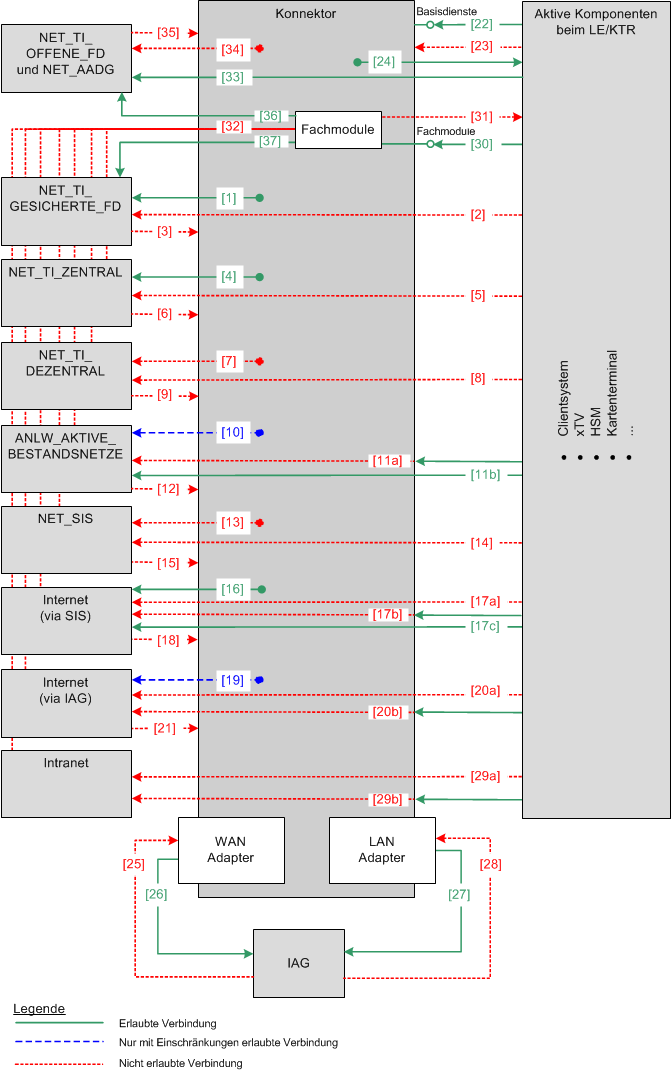 Konnektor
Basisdienste
[22]
Aktive Komponenten
beim LE/KTR
NET_TI_
OFFENE_FD
und NET_AADG
[35]
[34]
[23]
[24]
[33]
[36]
[31]
[32]
Fachmodule
Fachmodule
[37]
[30]
NET_TI_
GESICHERTE_FD
[1]
[2]
[3]
NET_TI_ZENTRAL
[4]
[5]
[6]
NET_TI_
DEZENTRAL
[7]
[8]
[9]
Clientsystem
xTV
HSM
Kartenterminal
...
ANLW_AKTIVE_
BESTANDSNETZE
[10]
[11a]
[11b]
[12]
NET_SIS
[13]
[14]
[15]
Internet
(via SIS)
[16]
[17a]
[17b]
[17c]
[18]
Internet
(via IAG)
[19]
[20a]
[20b]
[21]
Intranet
[29a]
[29b]
WAN
Adapter
LAN
Adapter
[25]
[28]
[26]
[27]
IAG
Legende
Erlaubte Verbindung
Nur mit Einschränkungen erlaubte Verbindung
Nicht erlaubte Verbindung